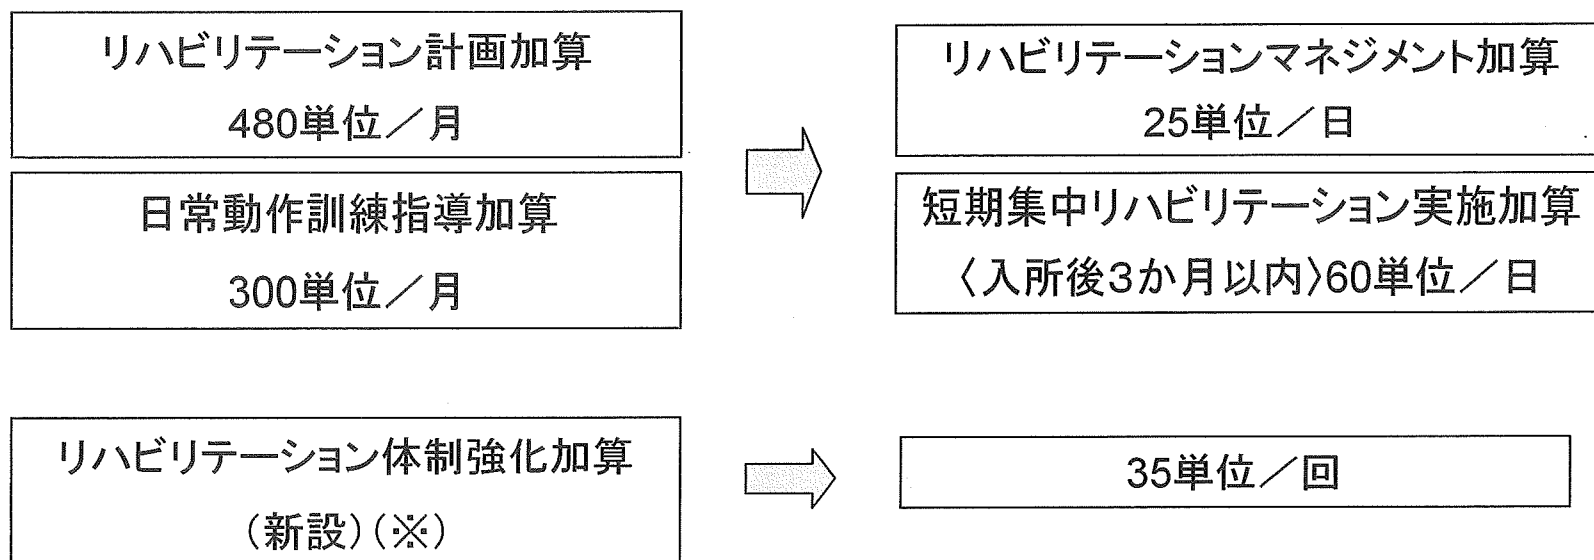 リハビリテーション計画加算
480単位／月
日常動作訓練指導加算
300単位／月
リハビリテーションマネジメント加算
25単位／日
短期集中リハビリテーション実施加算
〈入所後3か月以内〉60単位／日
リハビリテーション体制強化加算
（新設）（※）
35単位／回